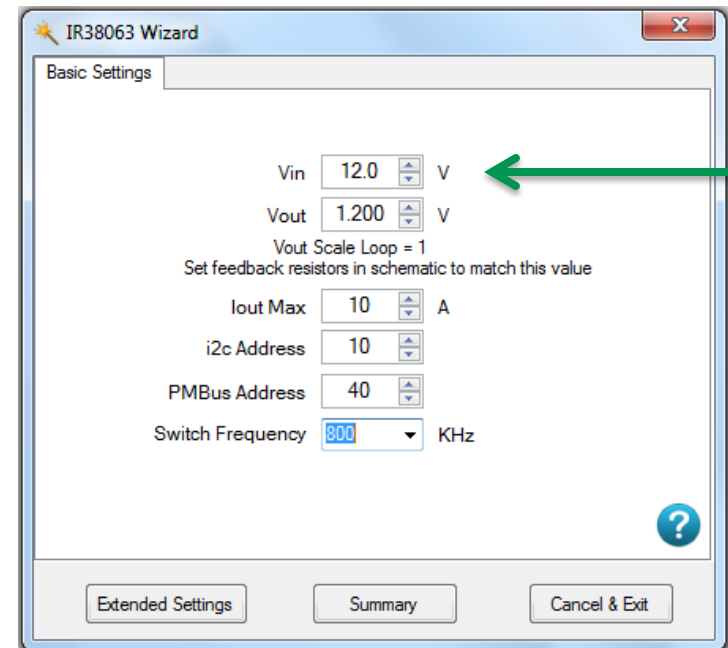 IR38063 Wizard
X
Basic Settings
Vin 12.0 V
Vout 1.200 V
Vout Scale Loop = 1
Set feedback resistors in schematic to match this value
Iout Max 10 A
i2c Address 10
PMBus Address 40
Switch Frequency 800 KHz
?
Extended Settings Summary Cancel & Exit